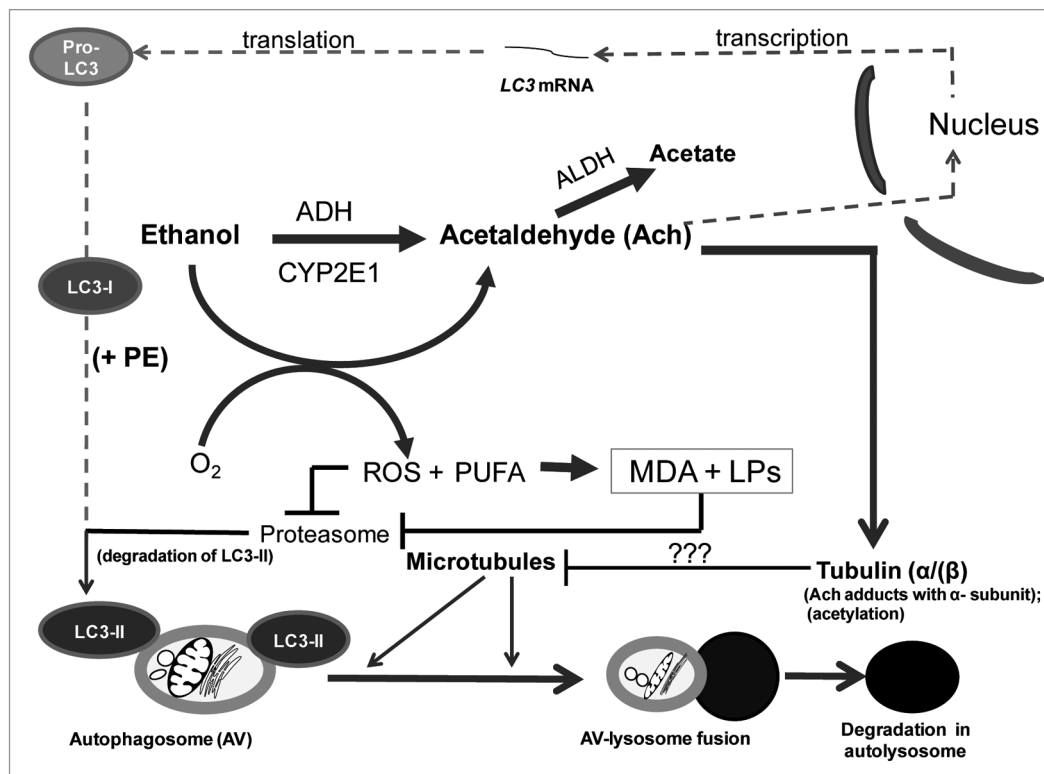 Pro-
LC3
translation
LC3 mRNA
transcription
Nucleus
Acetate
ALDH
Ethanol
ADH
CYP2E1
Acetaldehyde (Ach)
LC3-I
(+ PE)
O₂
ROS + PUFA
MDA + LPs
Proteasome
(degradation of LC3-II)
Microtubules
???
Tubulin (α/(β)
(Ach adducts with α- subunit);
(acetylation)
LC3-II
LC3-II
Autophagosome (AV)
AV-lysosome fusion
Degradation in
autolysosome